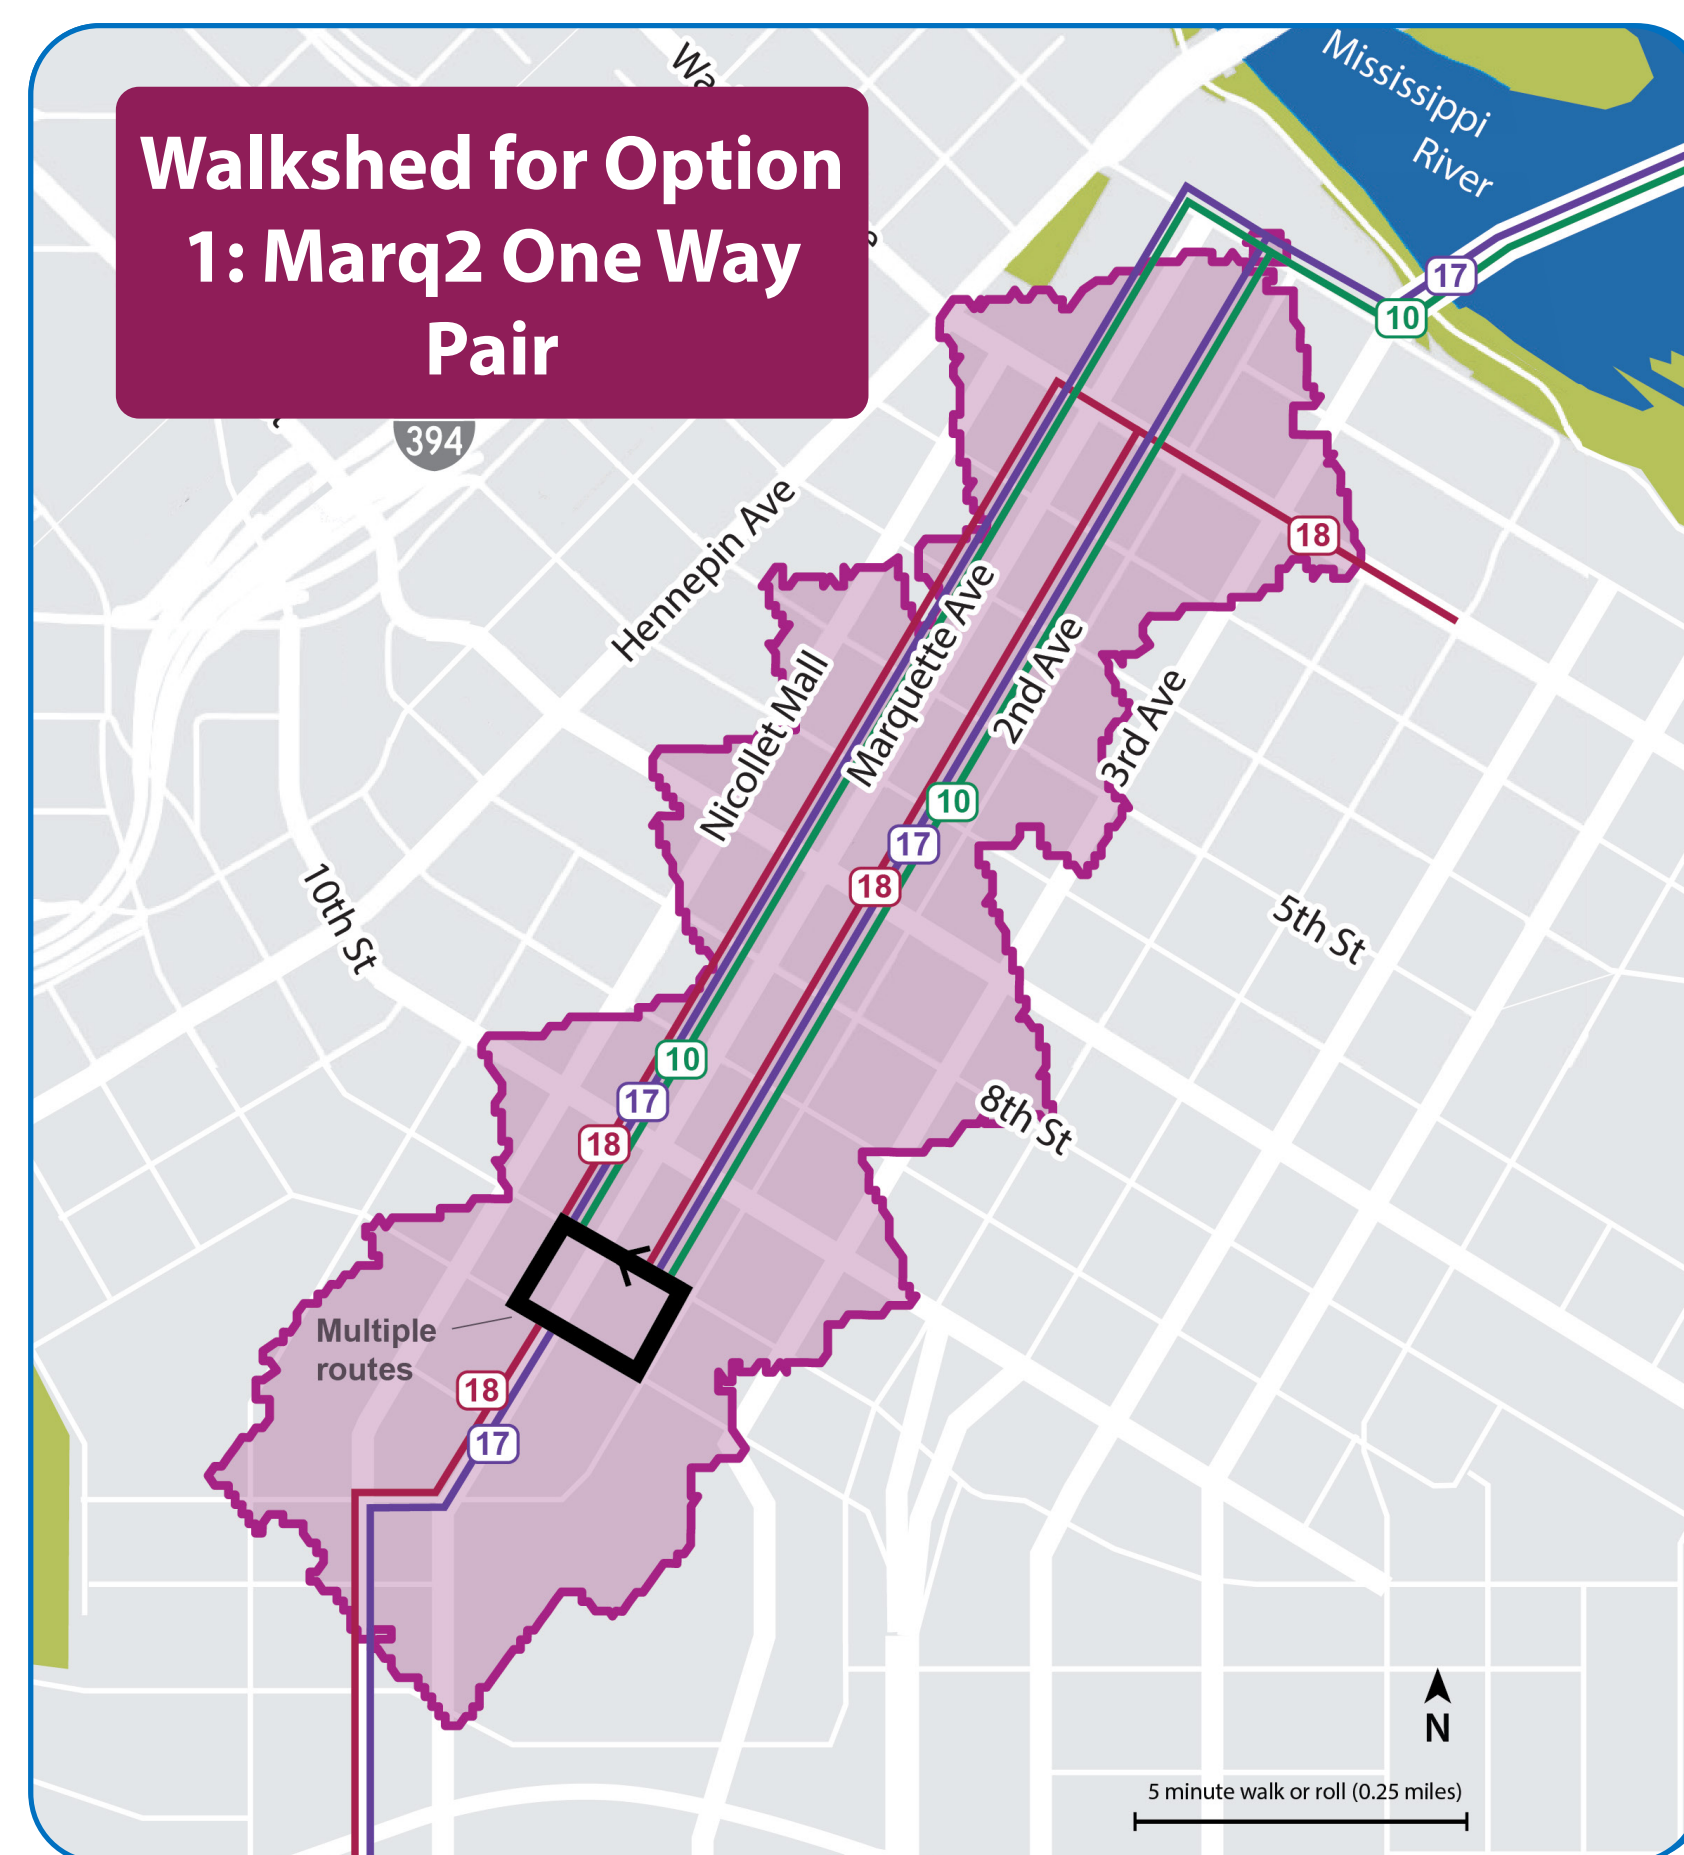 Walkshed for Option
1: Marq2 One Way
Pair
Mississippi
River
17
10
394
18
Hennepin Ave
Nicollet Mall
Marquette Ave
2nd Ave
3rd Ave
10
17
18
10th St
5th St
10
17
18
8th St
Multiple
routes
18
17
N
5 minute walk or roll (0.25 miles)